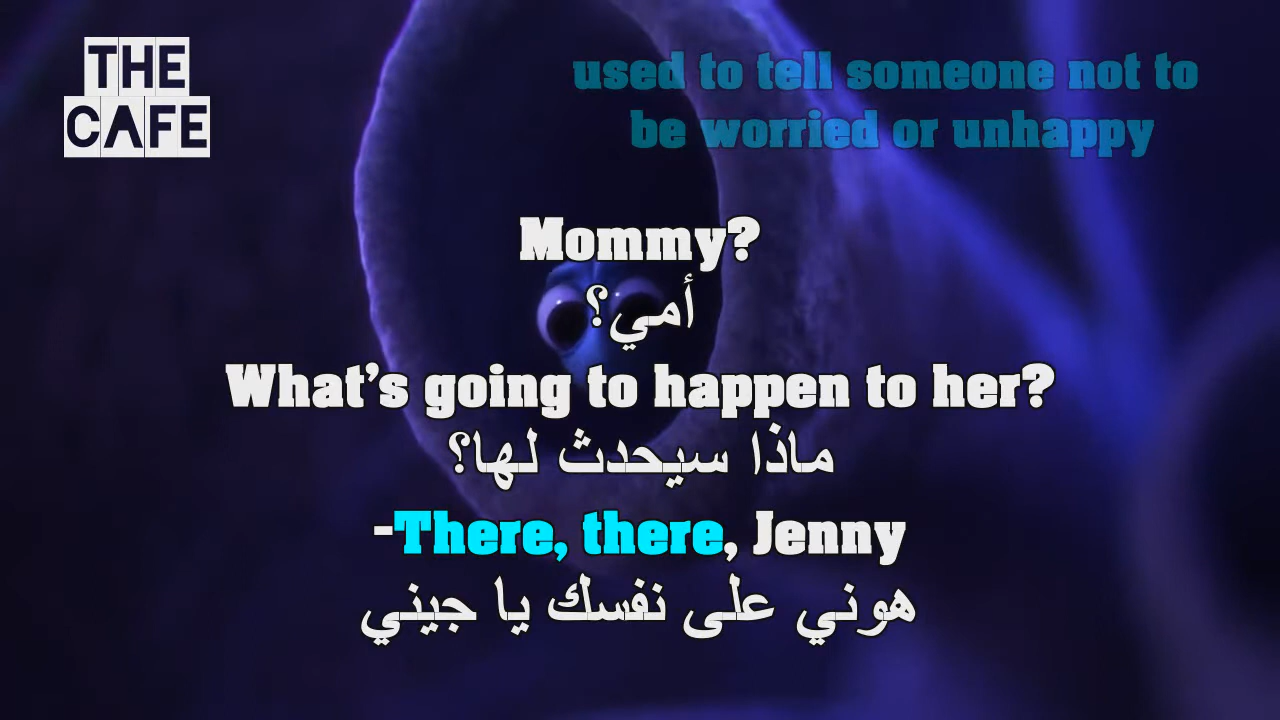 THE
CAFE
used to tell someone not to
be worried or unhappy
Mommy?
أمي؟
What's going to happen to her?
ماذا سيحدث لها؟
-There, there, Jenny
هوني على نفسك يا جيني